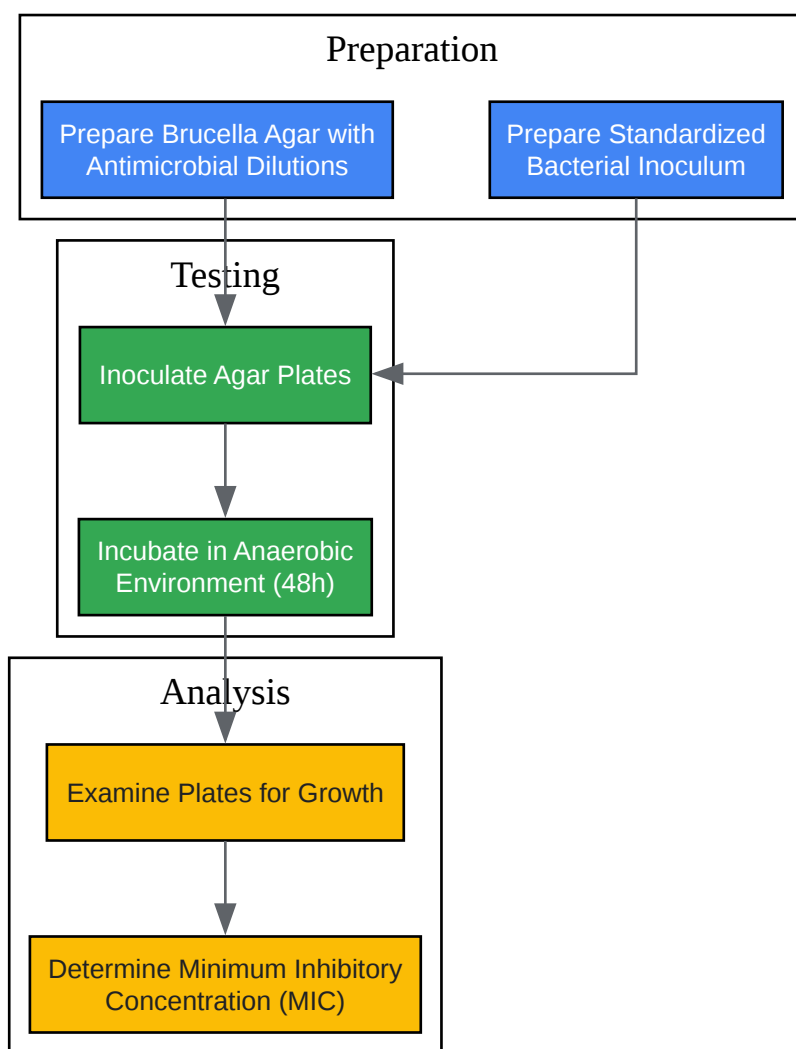 Preparation
Prepare Brucella Agar with
Antimicrobial Dilutions
Prepare Standardized
Bacterial Inoculum
Testing
Inoculate Agar Plates
Incubate in Anaerobic
Environment (48h)
Analysis
Examine Plates for Growth
Determine Minimum Inhibitory
Concentration (MIC)